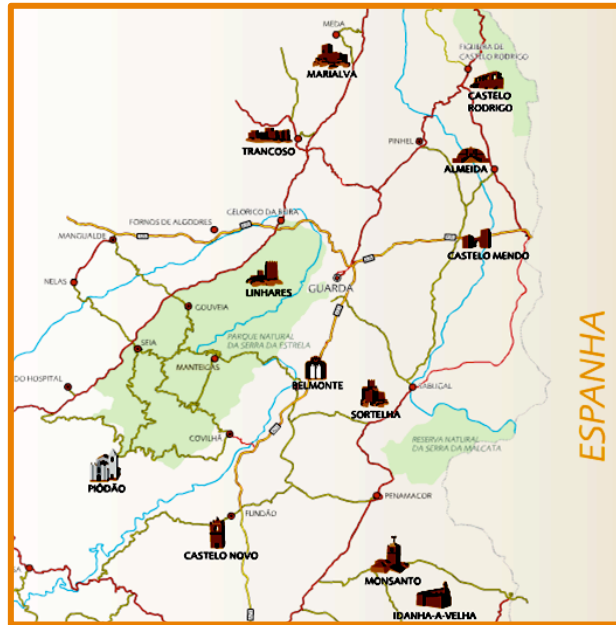 MEDA
MARIALVA
FIGUEIRA DE
CASTELO RODRIGO
CASTELO
RODRIGO
TRANCOSO
PINHEL
ALMEIDA
CELORICO DA BEIRA
FORNOS DE ALGODRES
MANGUALDE
CASTELO MENDO
NELAS
LINHARES
GUARDA
GOUVEIA
PARQUE NATURAL
DA SERRA DA ESTRELA
SEIA
MANTEIGAS
BELMONTE
DO HOSPITAL
SORTELHA
SABUGAL
ESPANHA
COVILHÃ
RESERVA NATURAL
DA SERRA DA MALCATA
PIÓDÃO
PENAMACOR
FUNDÃO
CASTELO NOVO
MONSANTO
IDANHA-A-VELHA